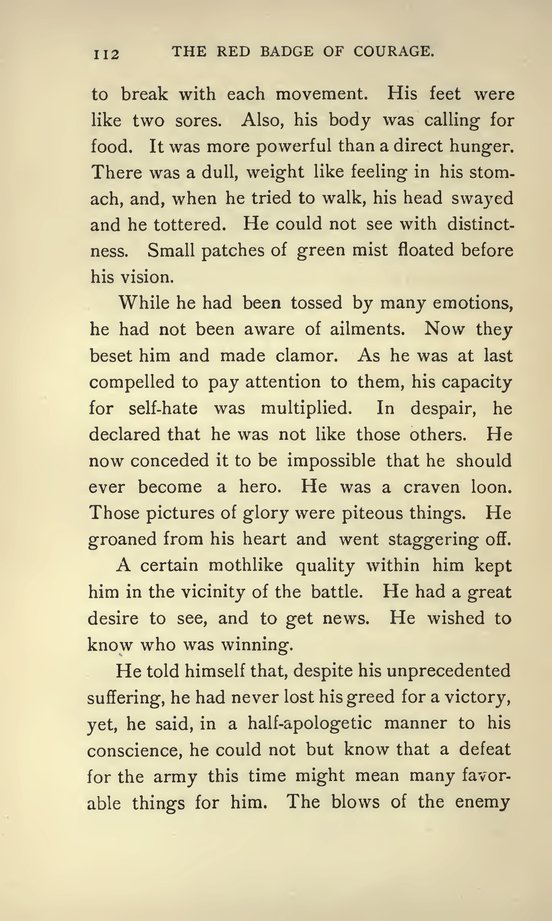 112 THE RED BADGE OF COURAGE.
to break with each movement. His feet were
like two sores. Also, his body was calling for
food. It was more powerful than a direct hunger.
There was a dull, weight like feeling in his stom-
ach, and, when he tried to walk, his head swayed
and he tottered. He could not see with distinct-
ness. Small patches of green mist floated before
his vision.
While he had been tossed by many emotions,
he had not been aware of ailments. Now they
beset him and made clamor. As he was at last
compelled to pay attention to them, his capacity
for self-hate was multiplied. In despair, he
declared that he was not like those others. He
now conceded it to be impossible that he should
ever become a hero. He was a craven loon.
Those pictures of glory were piteous things. He
groaned from his heart and went staggering off.
A certain mothlike quality within him kept
him in the vicinity of the battle. He had a great
desire to see, and to get news. He wished to
know who was winning.
He told himself that, despite his unprecedented
suffering, he had never lost his greed for a victory,
yet, he said, in a half-apologetic manner to his
conscience, he could not but know that a defeat
for the army this time might mean many favor-
able things for him. The blows of the enemy